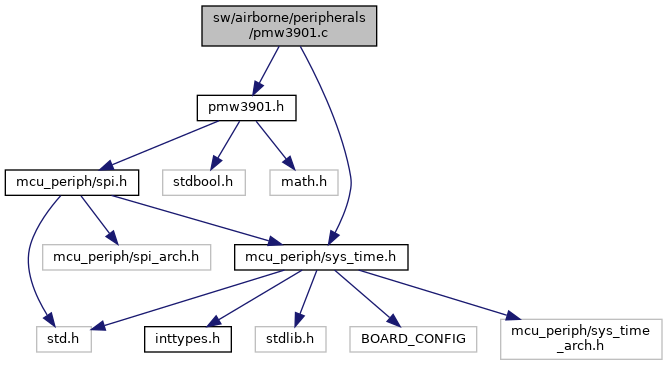 sw/airborne/peripherals
/pmw3901.c
pmw3901.h
mcu_periph/spi.h
stdbool.h
math.h
mcu_periph/spi_arch.h
mcu_periph/sys_time.h
std.h
inttypes.h
stdlib.h
BOARD_CONFIG
mcu_periph/sys_time
_arch.h